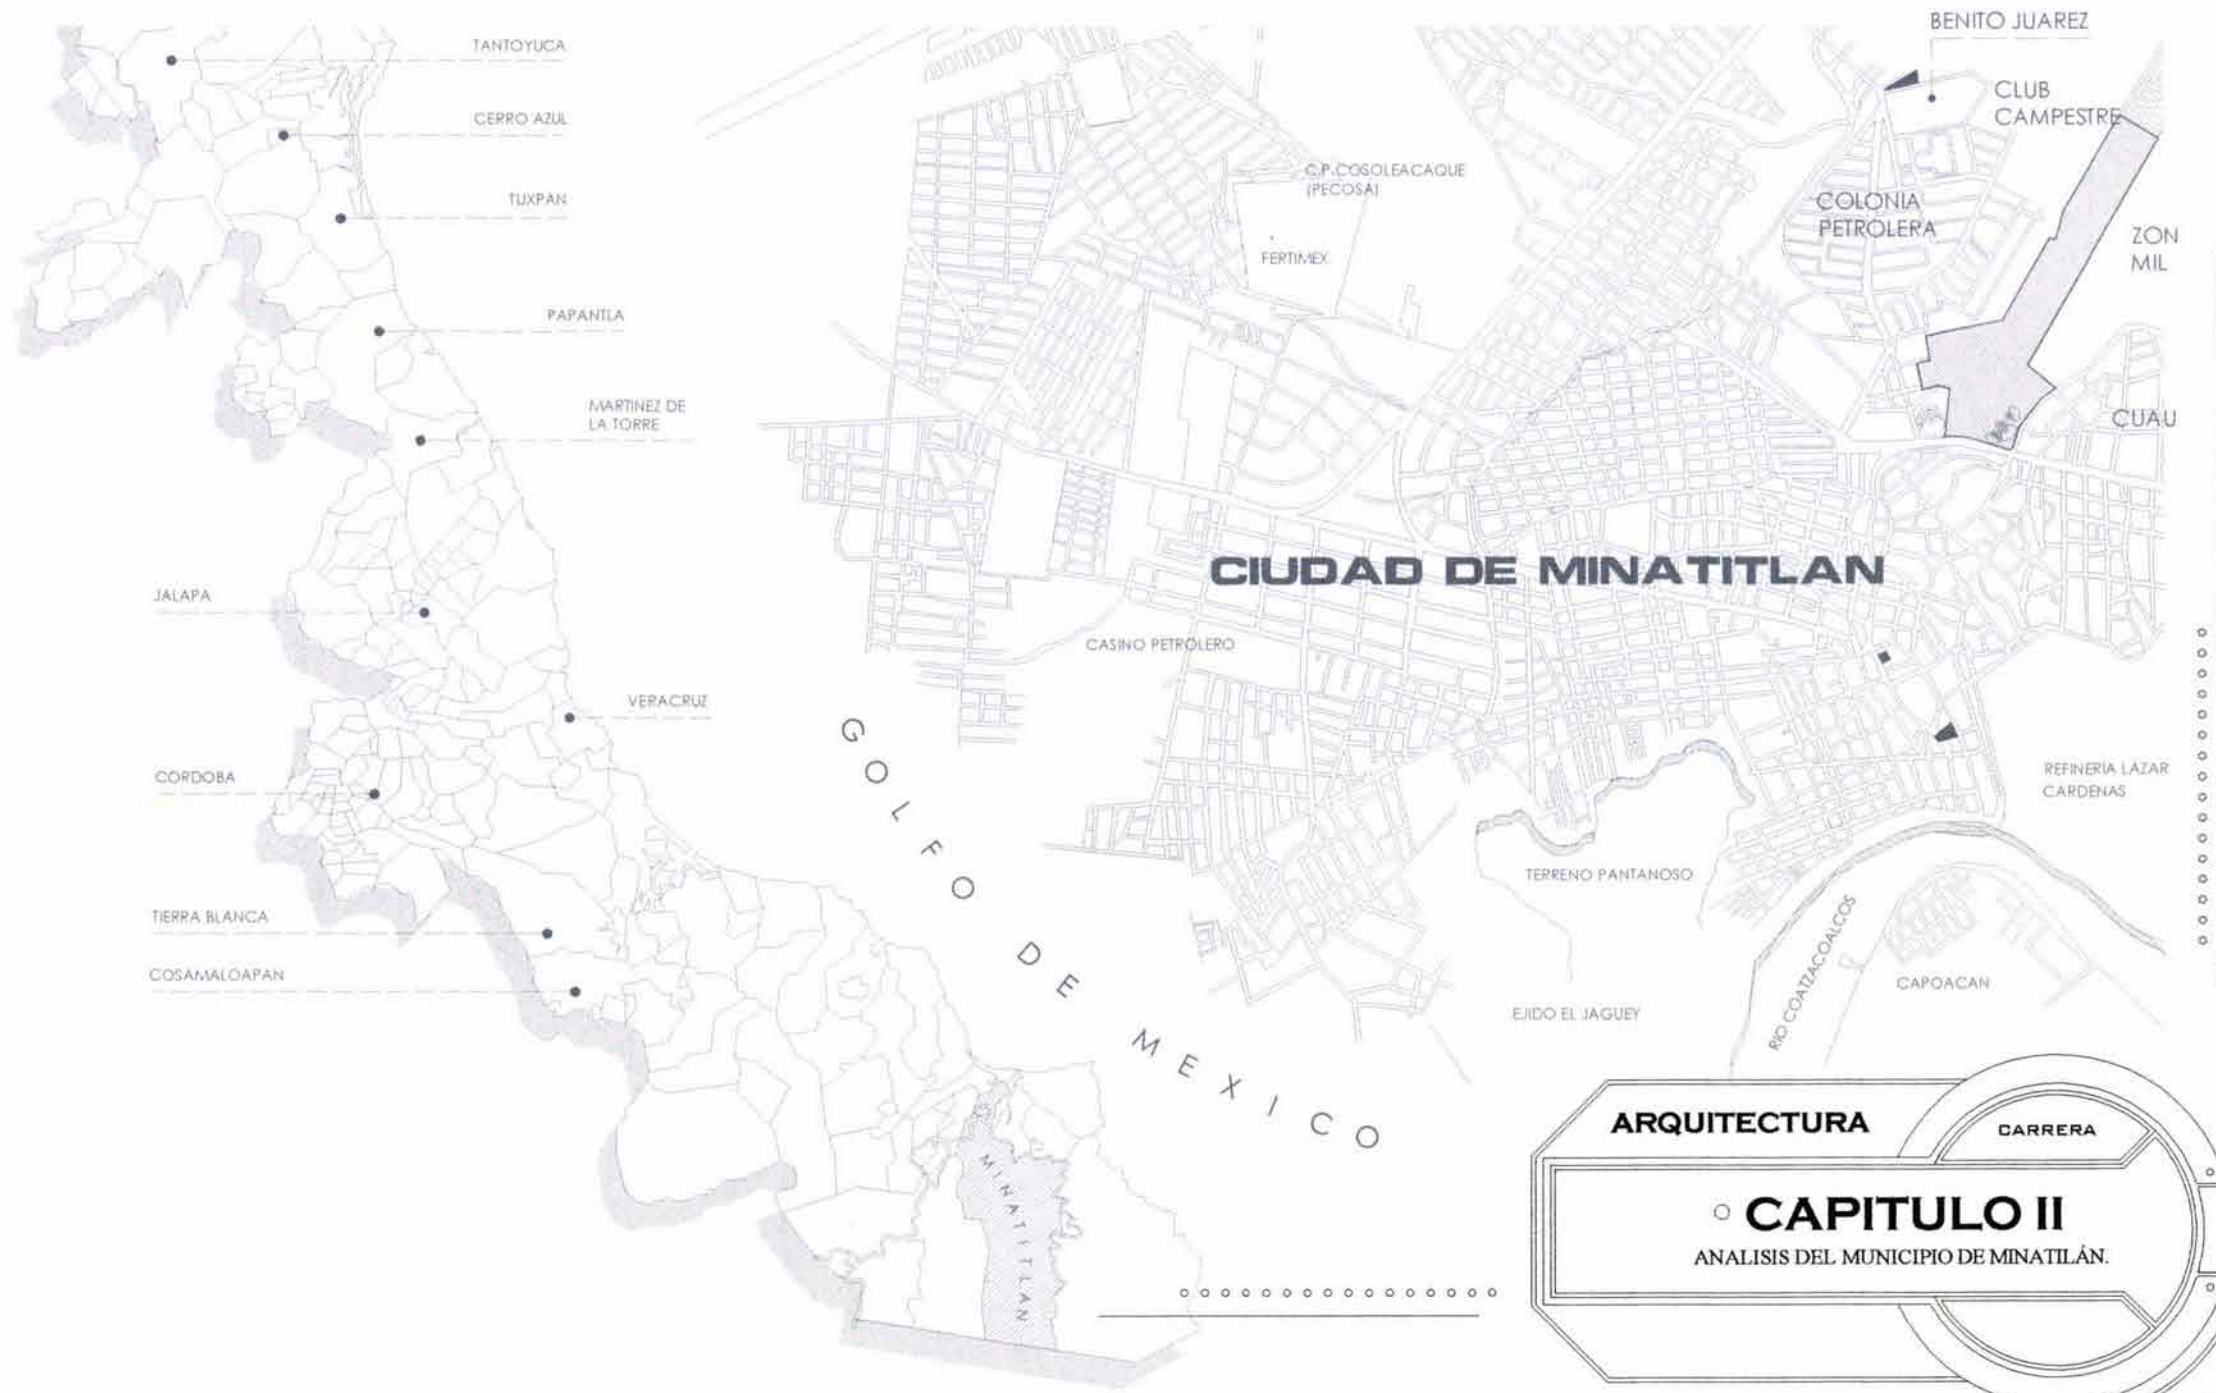 TANTOYUCA
CERRO AZUL
TUXPAN
PAPANTLA
MARTINEZ DE
LA TORRE
JALAPA
VERACRUZ
CORDOBA
TIERRA BLANCA
COSAMALOAPAN
GOLFO DE MEXICO
MINATITLAN
BENITO JUAREZ
CLUB
CAMPESTRE
C.P.COSOLEACAQUE
(PECOSA)
FERTIMEX
COLONIA
PETROLERA
ZON
MIL
CUAU
CIUDAD DE MINATITLAN
CASINO PETROLERO
REFINERIA LAZAR
CARDENAS
TERRENO PANTANOSO
RIO COATZACOALCOS
CAPOACAN
EJIDO EL JAGUEY
ARQUITECTURA
CARRERA
CAPITULO II
ANALISIS DEL MUNICIPIO DE MINATILÁN.